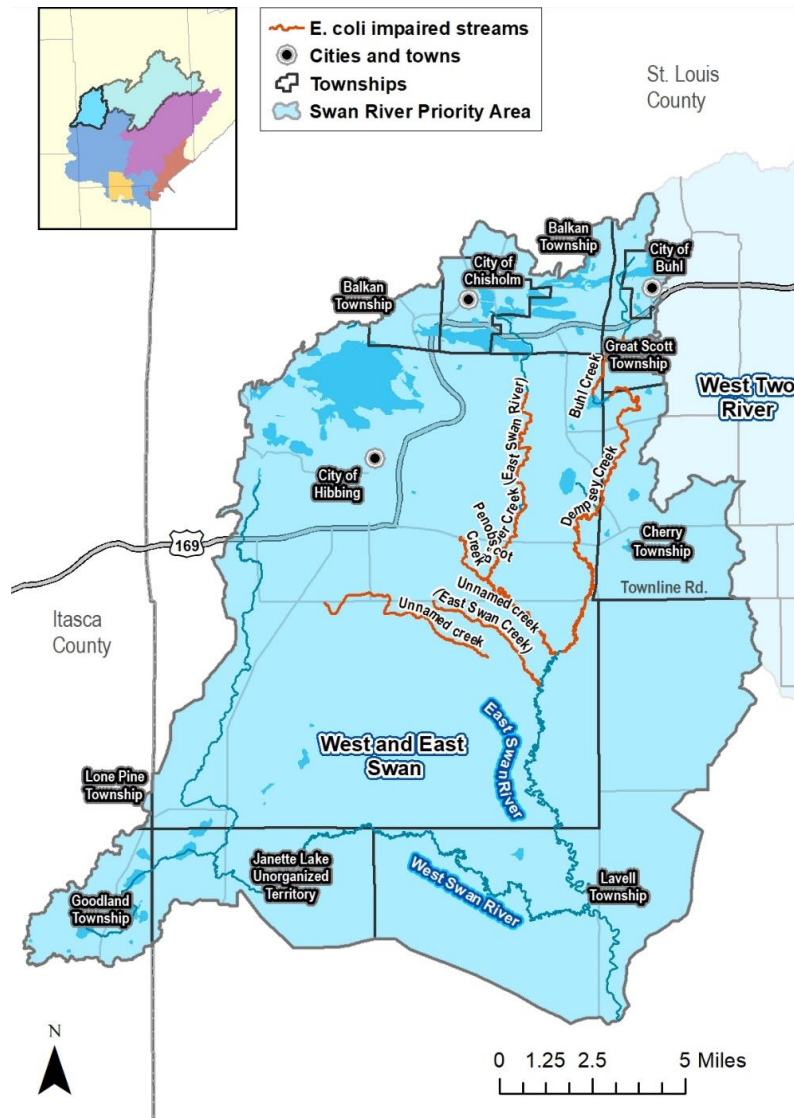 E. coli impaired streams
Cities and towns
Townships
Swan River Priority Area
St. Louis
County
Balkan
Township
City of
Buhl
City of
Chisholm
Balkan
Township
Great Scott
Township
Buhl Creek
West Two
River
(East Swan River)
Creek
Dempsey Creek
City of
Hibbing
Penobscot
Creek
169
Cherry
Township
Townline Rd.
Unnamed creek
(East Swan Creek)
Unnamed creek
Itasca
County
East Swan River
West and East
Swan
Lone Pine
Township
Janette Lake
Unorganized
Territory
Goodland
Township
West Swan River
Lavell
Township
N
0 1.25 2.5 5 Miles